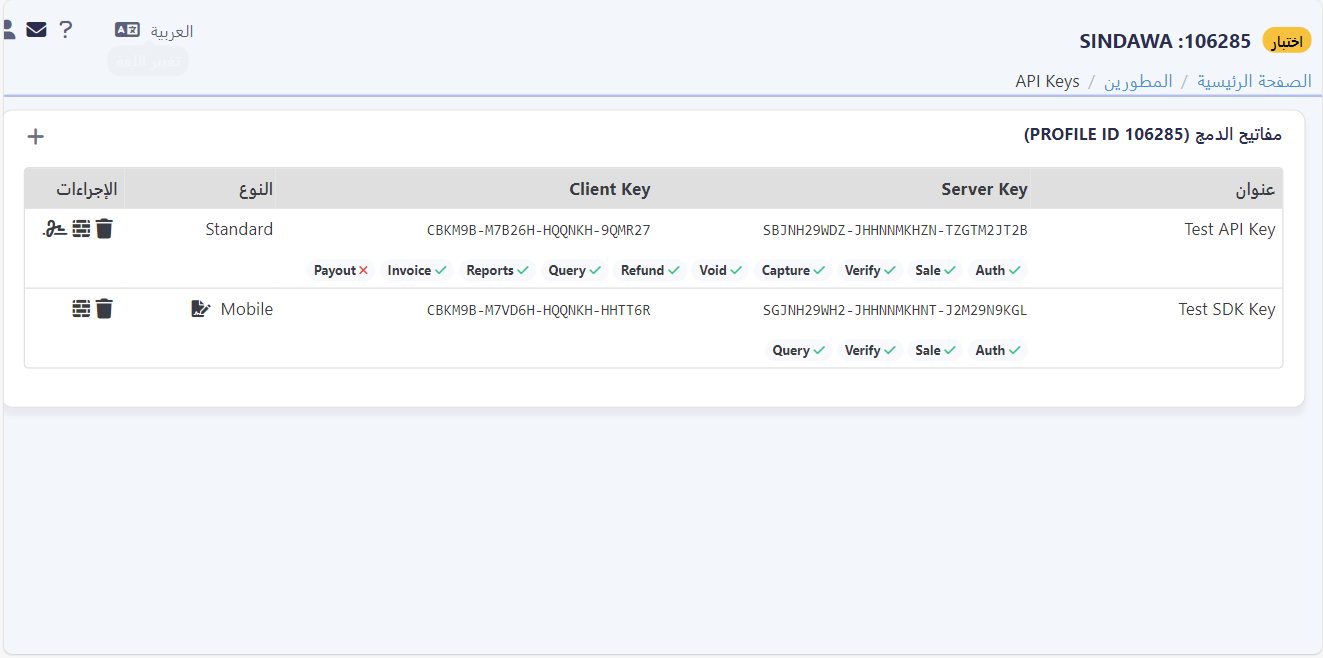 العربية
تغيير اللغة
اختبار SINDAWA :106285
الصفحة الرئيسية / المطورين / API Keys
مفاتيح الدمج (PROFILE ID 106285)
عنوان Server Key Client Key النوع الإجراءات
Test API Key SBJNH29WDZ-JHHNNMKHZN-TZGTM2JT2B CBKM9B-M7B26H-HQQNKH-9QMR27 Standard
Auth Sale Verify Capture Void Refund Query Reports Invoice Payout
Test SDK Key SGJNH29WH2-JHHNNMKHNT-J2M29N9KGL CBKM9B-M7VD6H-HQQNKH-HHTT6R Mobile
Auth Sale Verify Query